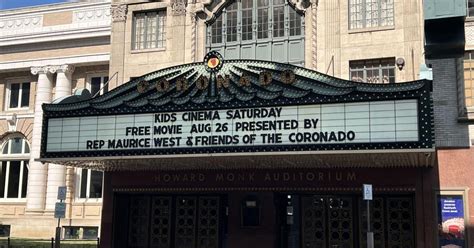 CORONADO
KIDS CINEMA SATURDAY
FREE MOVIE AUG 26 PRESENTED BY
REP MAURICE WEST & FRIENDS OF THE CORONADO
HOWARD MONK AUDITORIUM